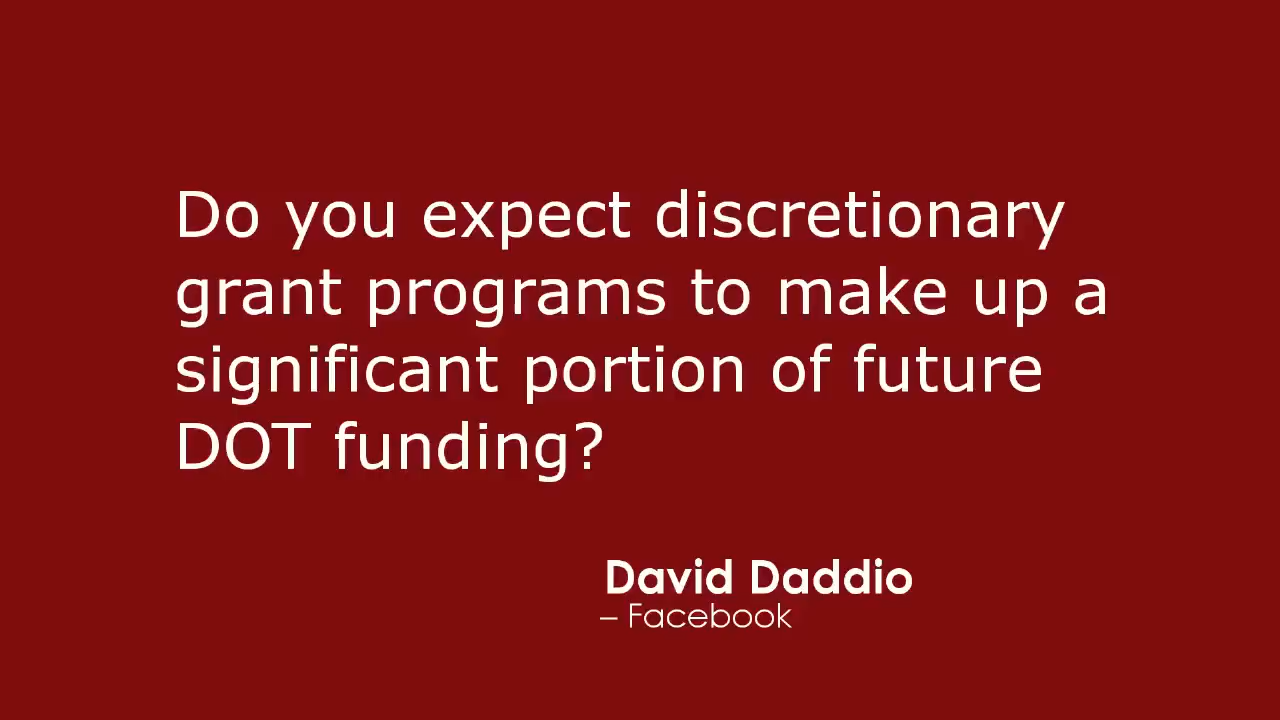 Do you expect discretionary
grant programs to make up a
significant portion of future
DOT funding?
David Daddio
– Facebook